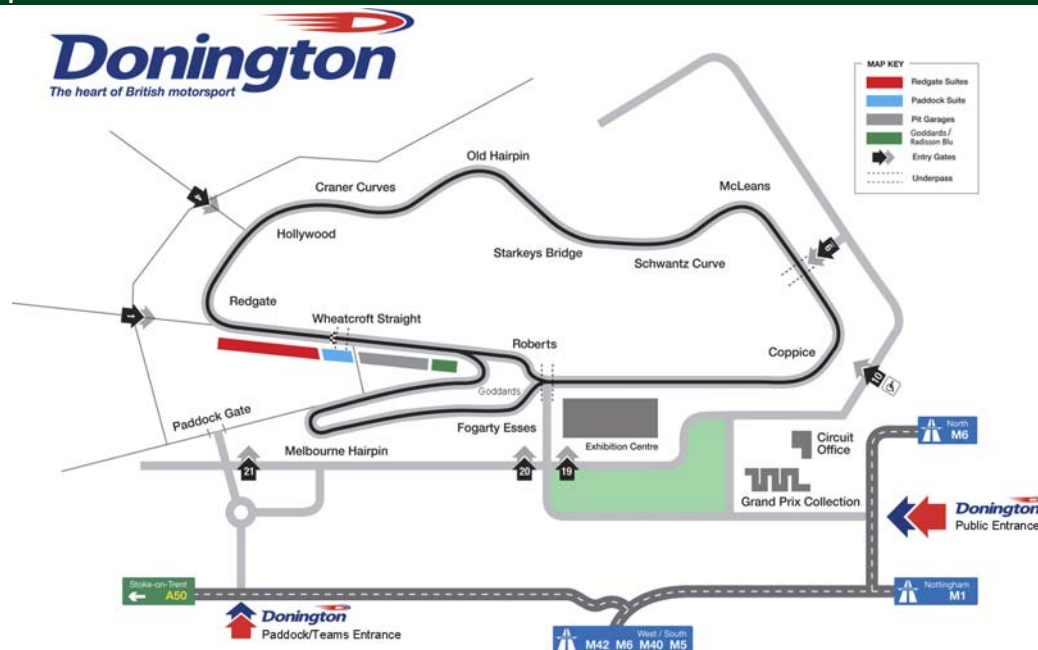 Donington
The heart of British motorsport
MAP KEY
Redgate Suites
Paddock Suite
Pit Garages
Goddards /
Radisson Blu
Entry Gates
Underpass
Old Hairpin
Craner Curves
McLeans
Hollywood
Starkeys Bridge
Schwantz Curve
6
Redgate
1
Wheatcroft Straight
Roberts
Coppice
10
Goddards
Paddock Gate
Fogarty Esses
Melbourne Hairpin
Exhibition Centre
21
20
19
Circuit
Office
Grand Prix Collection
North
M6
Donington
Public Entrance
Stoke-on-Trent
A50
Nottingham
M1
Donington
Paddock/Teams Entrance
West / South
M42 M6 M40 M5